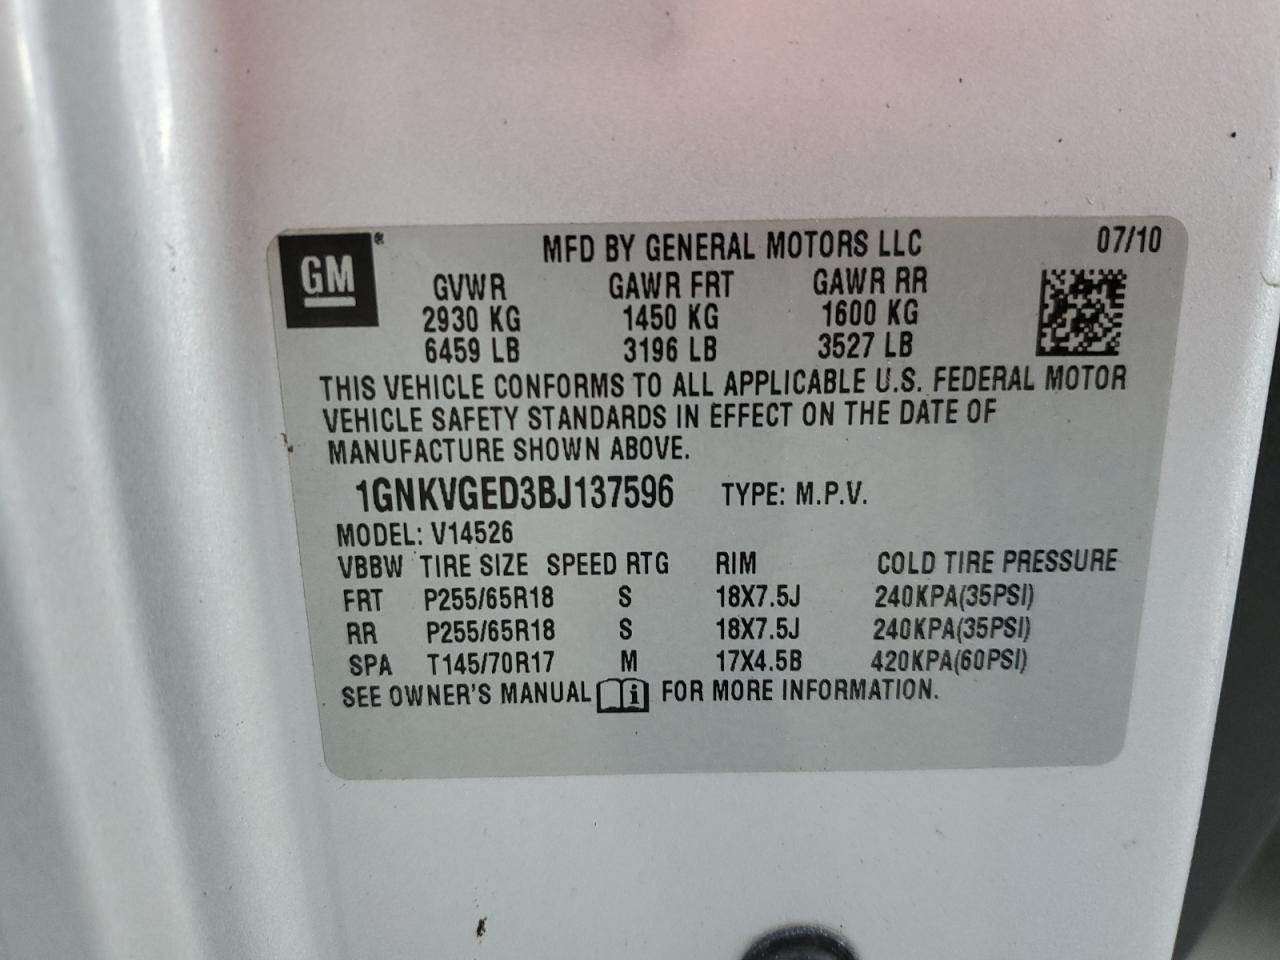 GM® MFD BY GENERAL MOTORS LLC 07/10
GVWR GAWR FRT GAWR RR
2930 KG 1450 KG 1600 KG
6459 LB 3196 LB 3527 LB
THIS VEHICLE CONFORMS TO ALL APPLICABLE U.S. FEDERAL MOTOR
VEHICLE SAFETY STANDARDS IN EFFECT ON THE DATE OF
MANUFACTURE SHOWN ABOVE.
1GNKVGED3BJ137596 TYPE: M.P.V.
MODEL: V14526
VBBW TIRE SIZE SPEED RTG RIM COLD TIRE PRESSURE
FRT P255/65R18 S 18X7.5J 240KPA(35PSI)
RR P255/65R18 S 18X7.5J 240KPA(35PSI)
SPA T145/70R17 M 17X4.5B 420KPA(60PSI)
SEE OWNER'S MANUAL i FOR MORE INFORMATION.